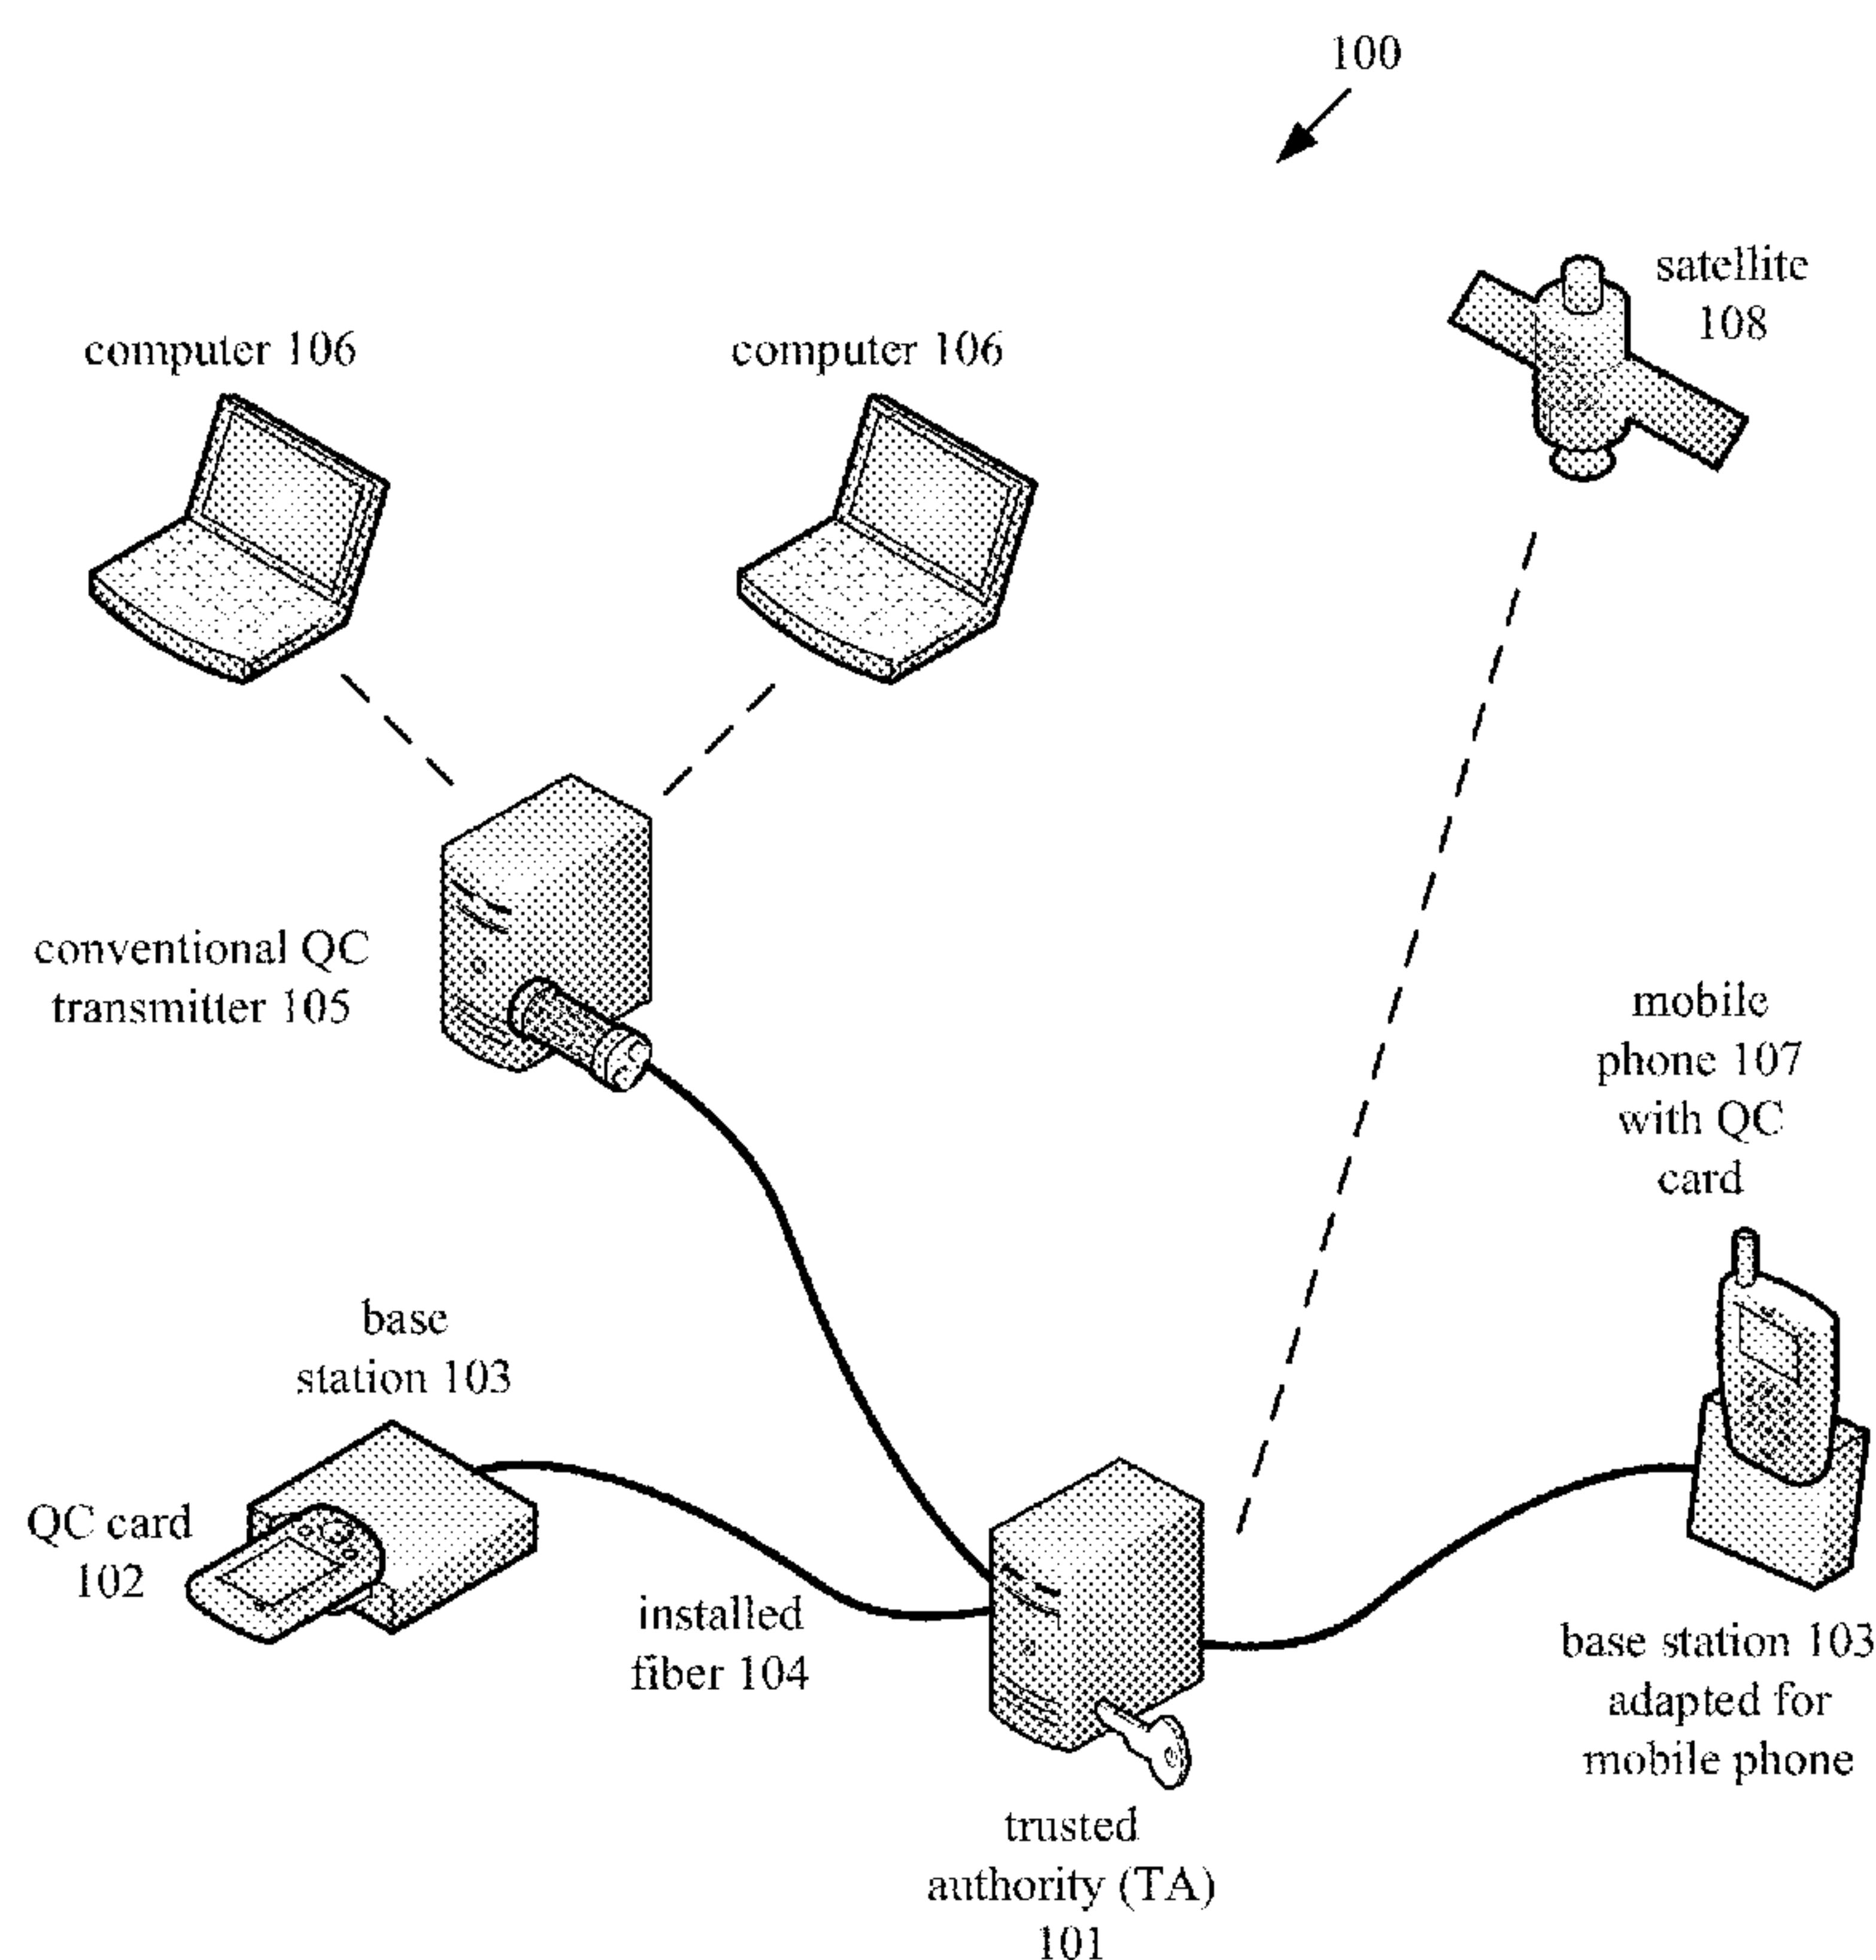 100
satellite
108
computer 106
computer 106
conventional QC
transmitter 105
mobile
phone 107
with QC
card
base
station 103
QC card
102
installed
fiber 104
base station 103
adapted for
mobile phone
trusted
authority (TA)
101